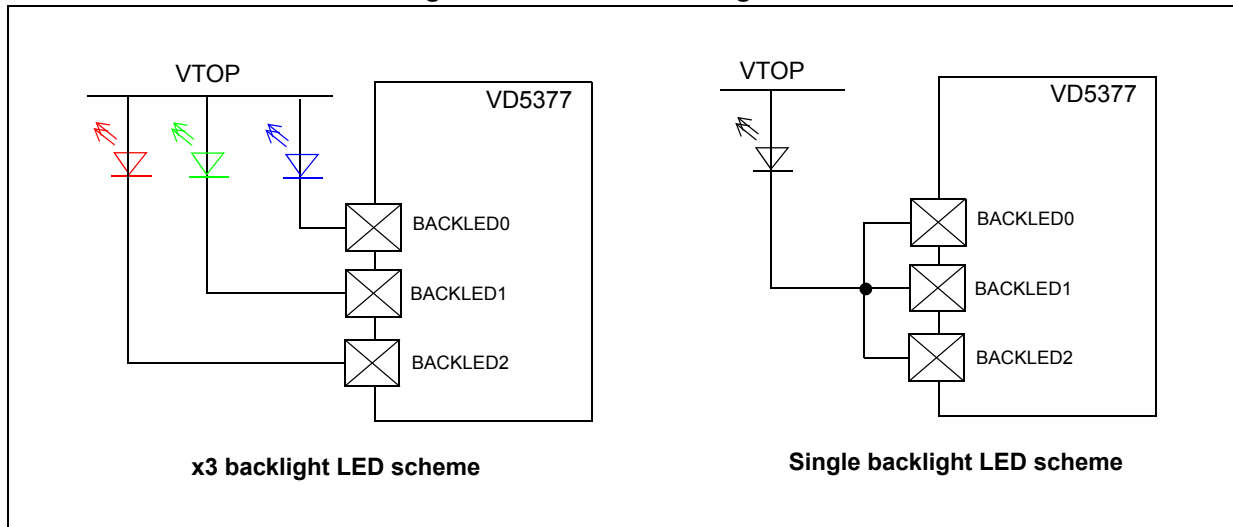 VTOP
VD5377
BACKLED0
BACKLED1
BACKLED2
x3 backlight LED scheme
VTOP
VD5377
BACKLED0
BACKLED1
BACKLED2
Single backlight LED scheme